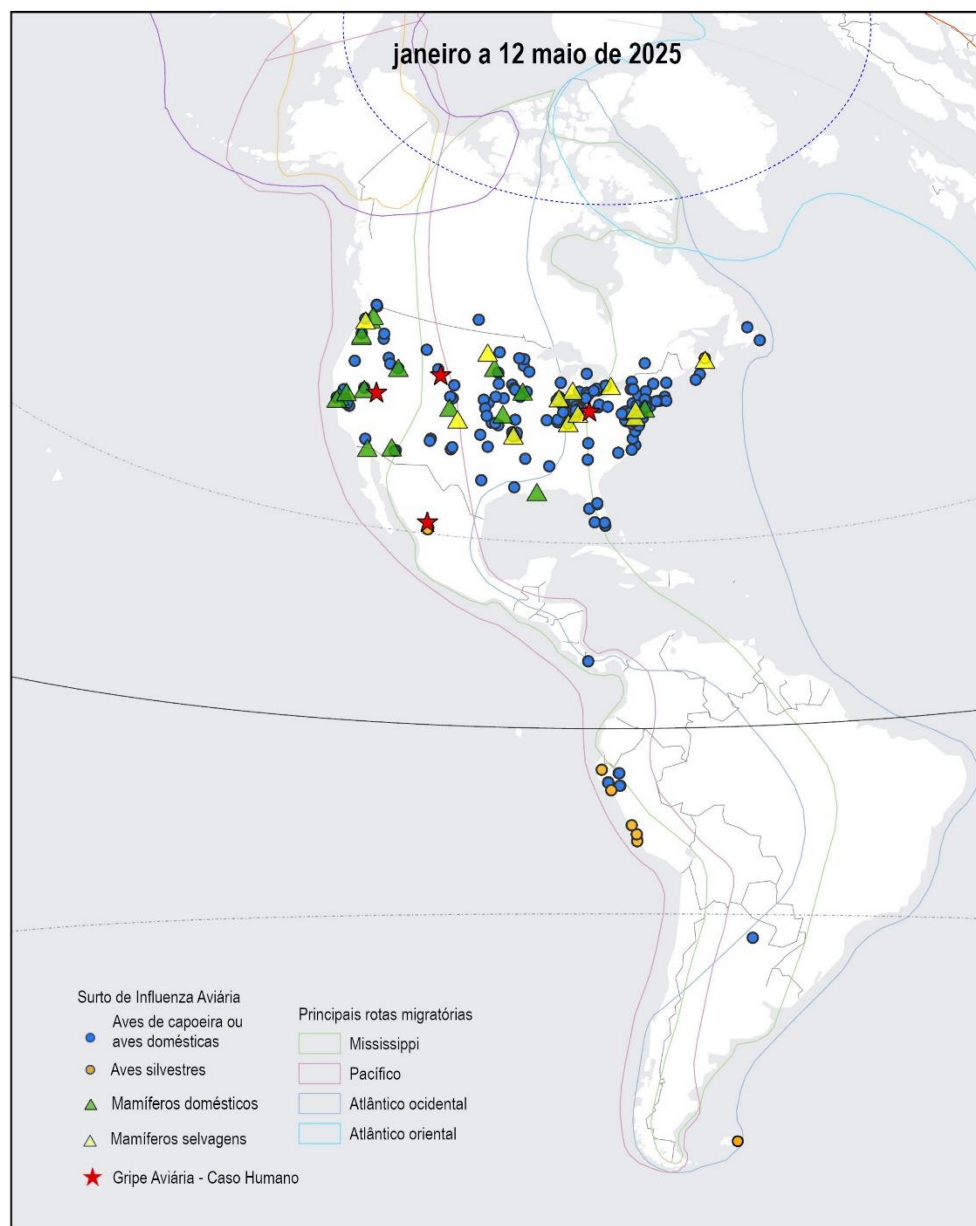 janeiro a 12 maio de 2025
Surto de Influenza Aviária
Aves de capoeira ou
aves domésticas
Aves silvestres
Mamíferos domésticos
Mamíferos selvagens
Gripe Aviária - Caso Humano
Principais rotas migratórias
Mississippi
Pacífico
Atlântico ocidental
Atlântico oriental